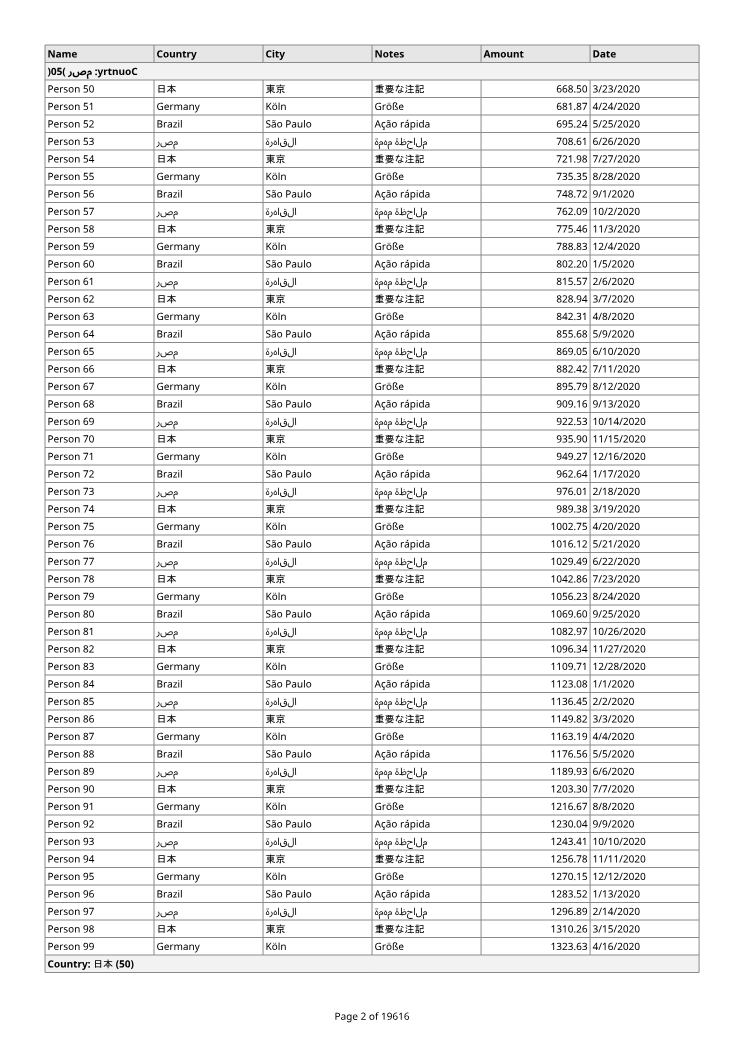 Name Country City Notes Amount Date
)05( مصر :yrtnuoC
Person 50 日本 東京 重要な注記 668.50 3/23/2020
Person 51 Germany Köln Größe 681.87 4/24/2020
Person 52 Brazil São Paulo Ação rápida 695.24 5/25/2020
Person 53 مصر القاهرة ملاحظة مهمة 708.61 6/26/2020
Person 54 日本 東京 重要な注記 721.98 7/27/2020
Person 55 Germany Köln Größe 735.35 8/28/2020
Person 56 Brazil São Paulo Ação rápida 748.72 9/1/2020
Person 57 مصر القاهرة ملاحظة مهمة 762.09 10/2/2020
Person 58 日本 東京 重要な注記 775.46 11/3/2020
Person 59 Germany Köln Größe 788.83 12/4/2020
Person 60 Brazil São Paulo Ação rápida 802.20 1/5/2020
Person 61 مصر القاهرة ملاحظة مهمة 815.57 2/6/2020
Person 62 日本 東京 重要な注記 828.94 3/7/2020
Person 63 Germany Köln Größe 842.31 4/8/2020
Person 64 Brazil São Paulo Ação rápida 855.68 5/9/2020
Person 65 مصر القاهرة ملاحظة مهمة 869.05 6/10/2020
Person 66 日本 東京 重要な注記 882.42 7/11/2020
Person 67 Germany Köln Größe 895.79 8/12/2020
Person 68 Brazil São Paulo Ação rápida 909.16 9/13/2020
Person 69 مصر القاهرة ملاحظة مهمة 922.53 10/14/2020
Person 70 日本 東京 重要な注記 935.90 11/15/2020
Person 71 Germany Köln Größe 949.27 12/16/2020
Person 72 Brazil São Paulo Ação rápida 962.64 1/17/2020
Person 73 مصر القاهرة ملاحظة مهمة 976.01 2/18/2020
Person 74 日本 東京 重要な注記 989.38 3/19/2020
Person 75 Germany Köln Größe 1002.75 4/20/2020
Person 76 Brazil São Paulo Ação rápida 1016.12 5/21/2020
Person 77 مصر القاهرة ملاحظة مهمة 1029.49 6/22/2020
Person 78 日本 東京 重要な注記 1042.86 7/23/2020
Person 79 Germany Köln Größe 1056.23 8/24/2020
Person 80 Brazil São Paulo Ação rápida 1069.60 9/25/2020
Person 81 مصر القاهرة ملاحظة مهمة 1082.97 10/26/2020
Person 82 日本 東京 重要な注記 1096.34 11/27/2020
Person 83 Germany Köln Größe 1109.71 12/28/2020
Person 84 Brazil São Paulo Ação rápida 1123.08 1/1/2020
Person 85 مصر القاهرة ملاحظة مهمة 1136.45 2/2/2020
Person 86 日本 東京 重要な注記 1149.82 3/3/2020
Person 87 Germany Köln Größe 1163.19 4/4/2020
Person 88 Brazil São Paulo Ação rápida 1176.56 5/5/2020
Person 89 مصر القاهرة ملاحظة مهمة 1189.93 6/6/2020
Person 90 日本 東京 重要な注記 1203.30 7/7/2020
Person 91 Germany Köln Größe 1216.67 8/8/2020
Person 92 Brazil São Paulo Ação rápida 1230.04 9/9/2020
Person 93 مصر القاهرة ملاحظة مهمة 1243.41 10/10/2020
Person 94 日本 東京 重要な注記 1256.78 11/11/2020
Person 95 Germany Köln Größe 1270.15 12/12/2020
Person 96 Brazil São Paulo Ação rápida 1283.52 1/13/2020
Person 97 مصر القاهرة ملاحظة مهمة 1296.89 2/14/2020
Person 98 日本 東京 重要な注記 1310.26 3/15/2020
Person 99 Germany Köln Größe 1323.63 4/16/2020
Country: 日本 (50)
Page 2 of 19616